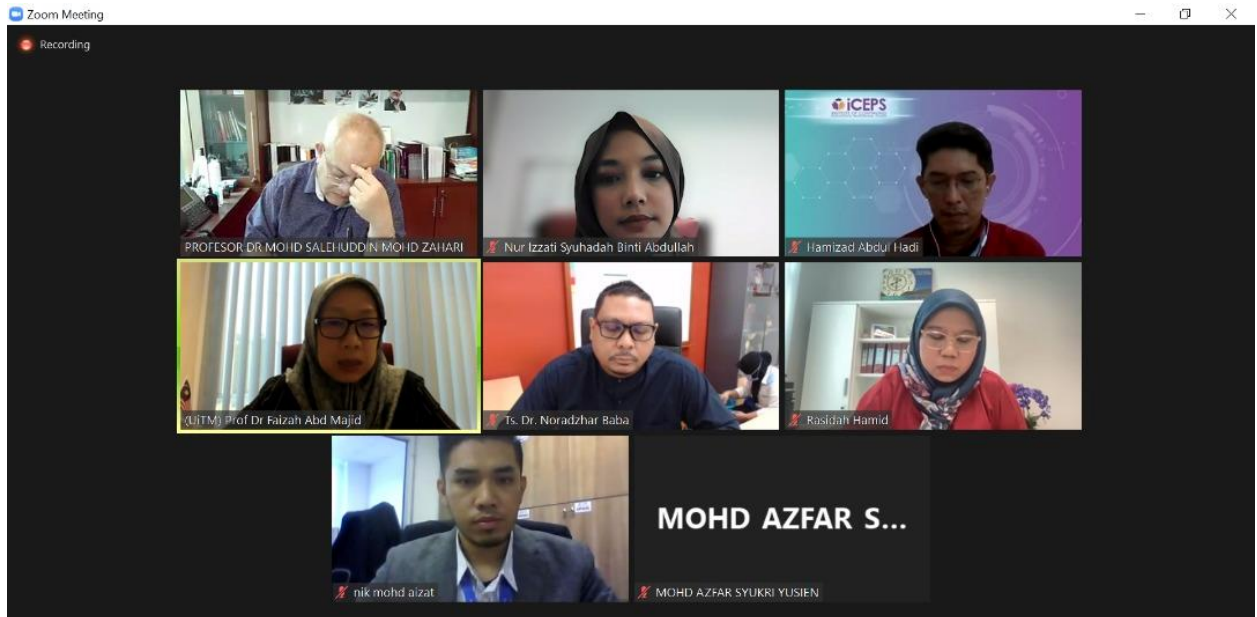 Zoom Meeting
Recording
iCEPS
PROFESOR DR MOHD SALEHUDDIN MOHD ZAHARI
Nur Izzati Syuhadah Binti Abdullah
Hamizad Abdul Hadi
(UiTM) Prof Dr Faizah Abd Majid
Ts. Dr. Noradzhar Baba
Rasidah Hamid
MOHD AZFAR S...
nik mohd aizat
MOHD AZFAR SYUKRI YUSIEN